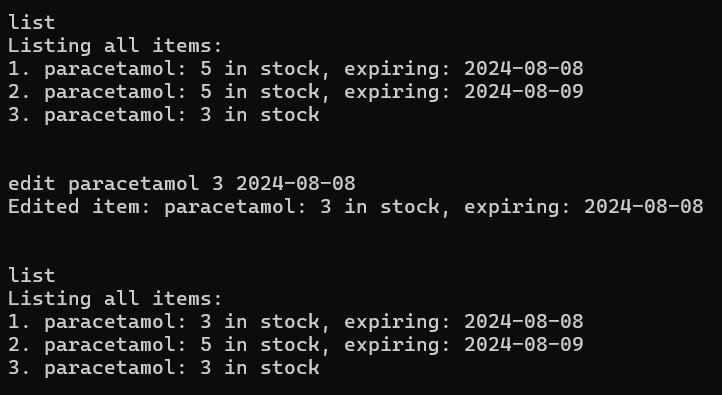 list
Listing all items:
1. paracetamol: 5 in stock, expiring: 2024-08-08
2. paracetamol: 5 in stock, expiring: 2024-08-09
3. paracetamol: 3 in stock
edit paracetamol 3 2024-08-08
Edited item: paracetamol: 3 in stock, expiring: 2024-08-08
list
Listing all items:
1. paracetamol: 3 in stock, expiring: 2024-08-08
2. paracetamol: 5 in stock, expiring: 2024-08-09
3. paracetamol: 3 in stock